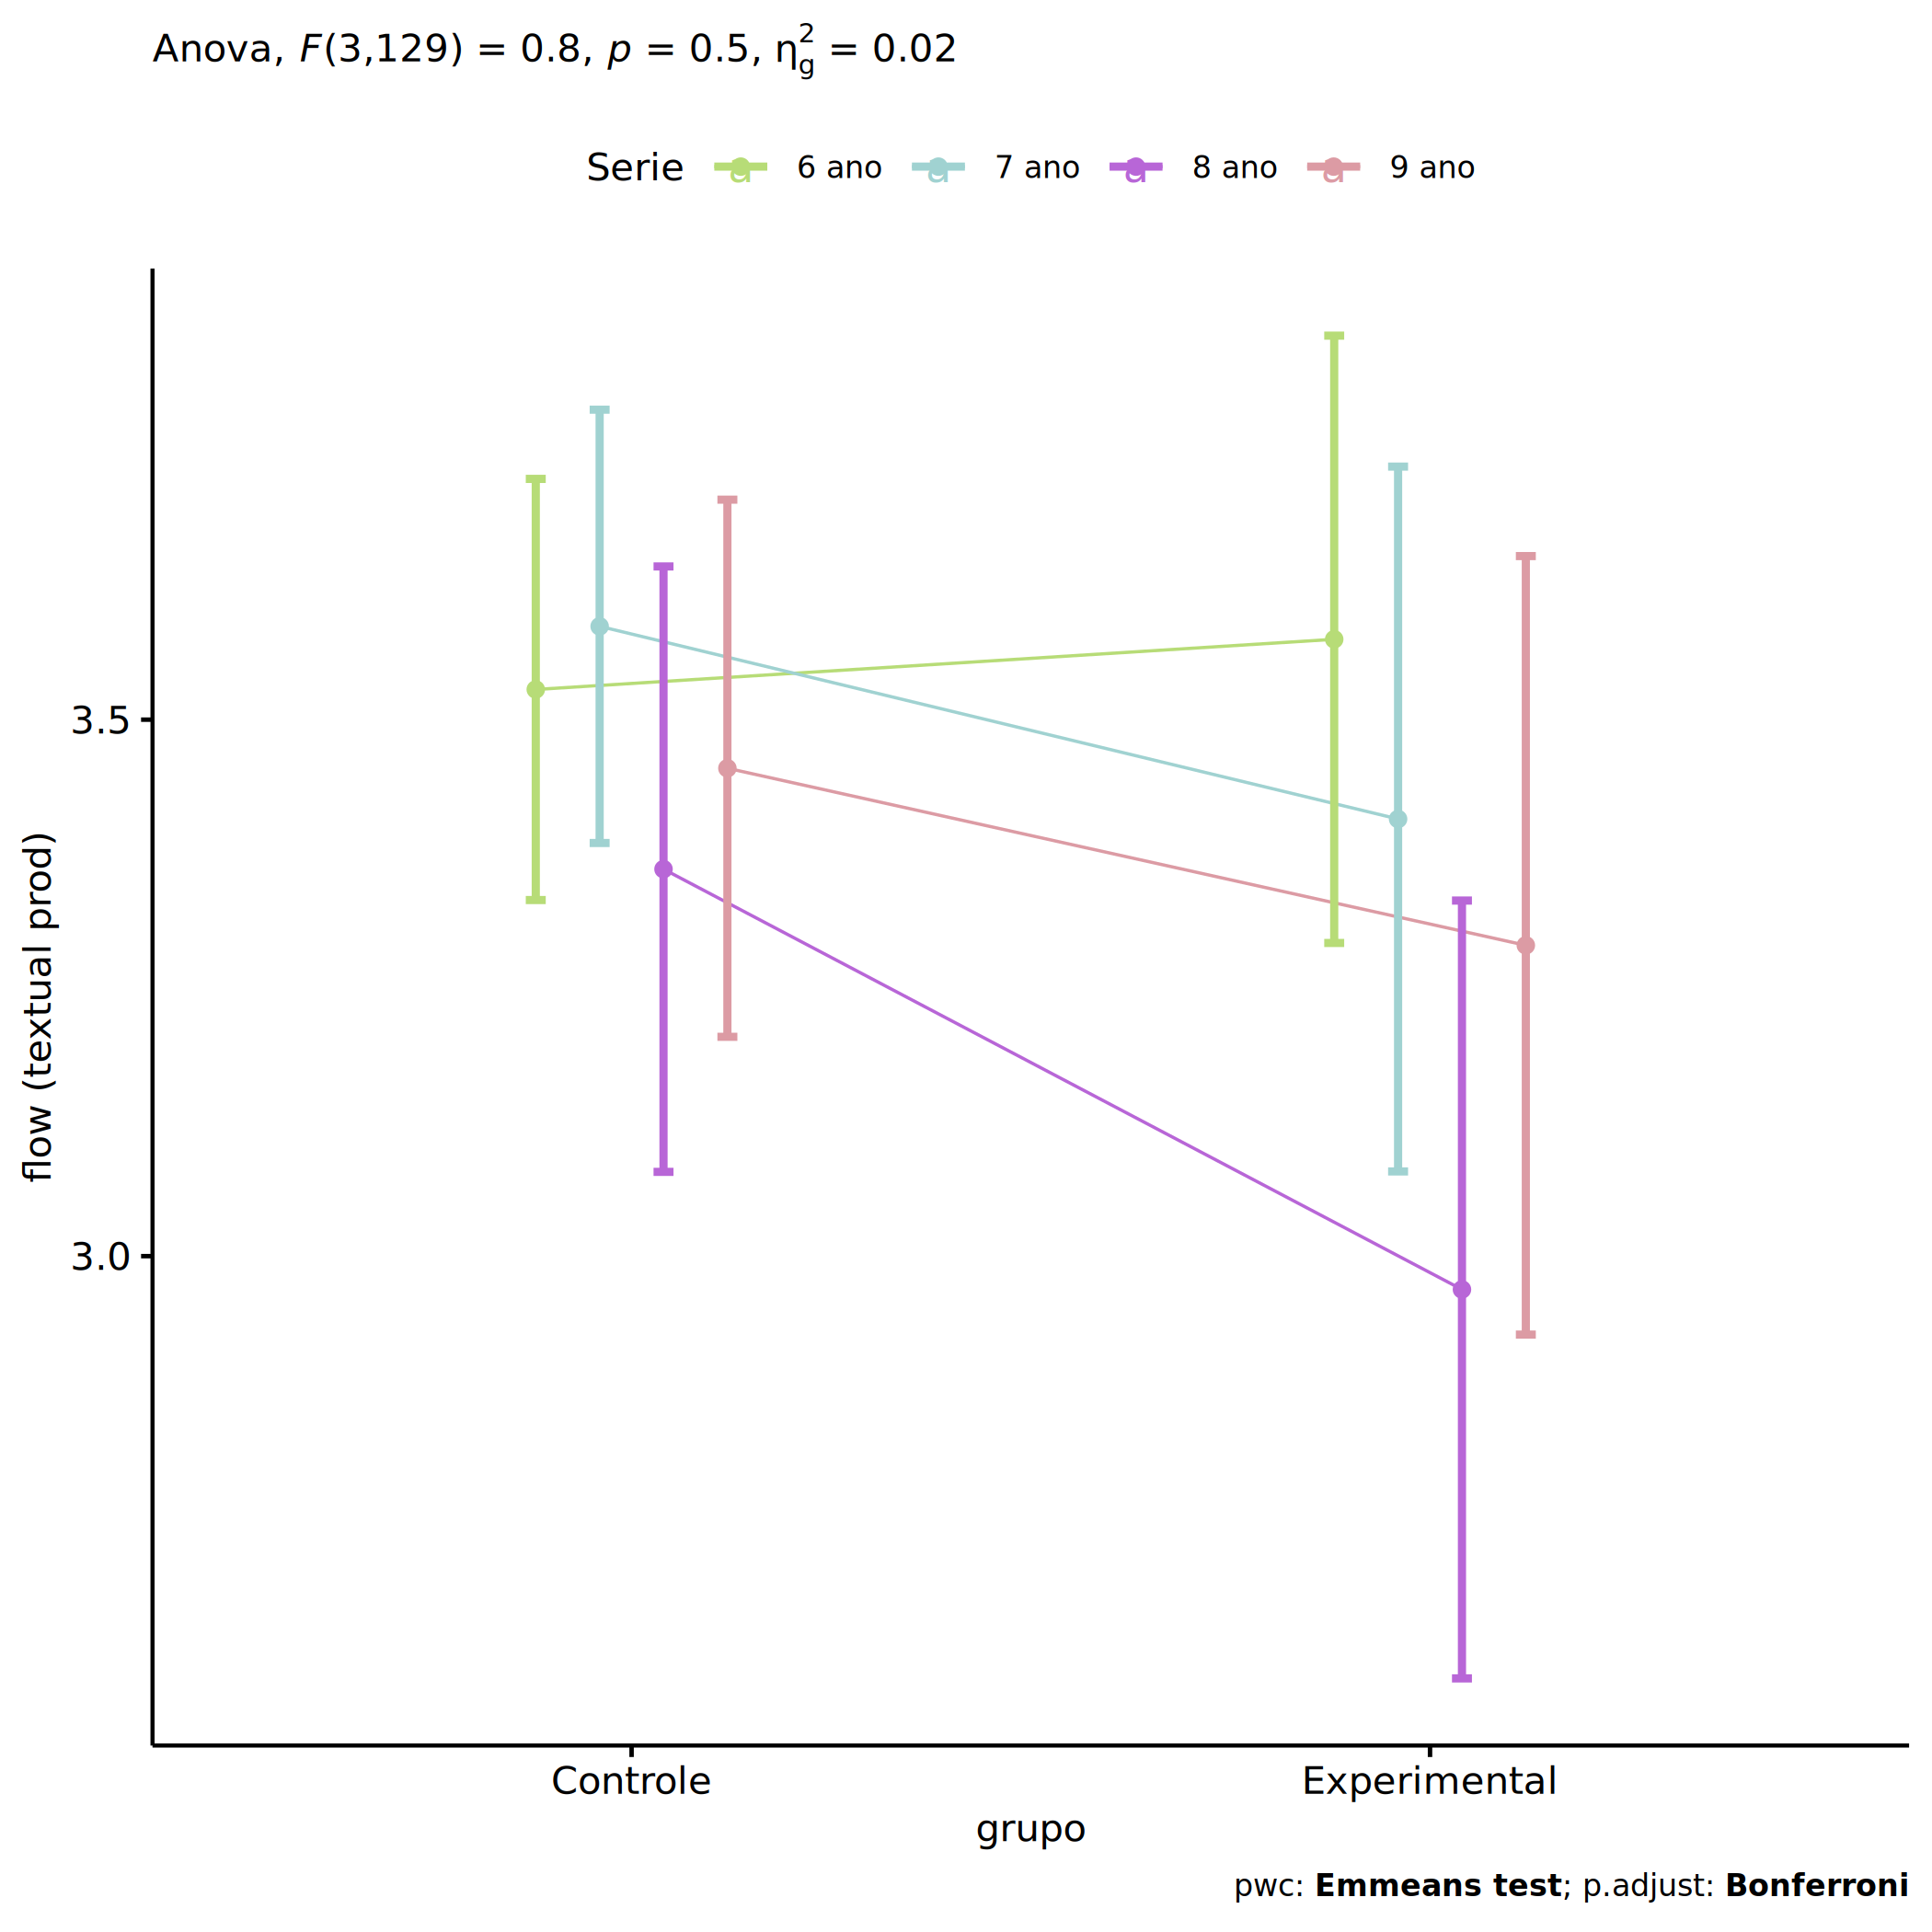 Anova, F(3,129) = 0.8, p = 0.5, η²g = 0.02
Serie g 6 ano g 7 ano g 8 ano g 9 ano
flow (textual prod)
3.5
3.0
Controle Experimental
grupo
pwc: Emmeans test; p.adjust: Bonferroni